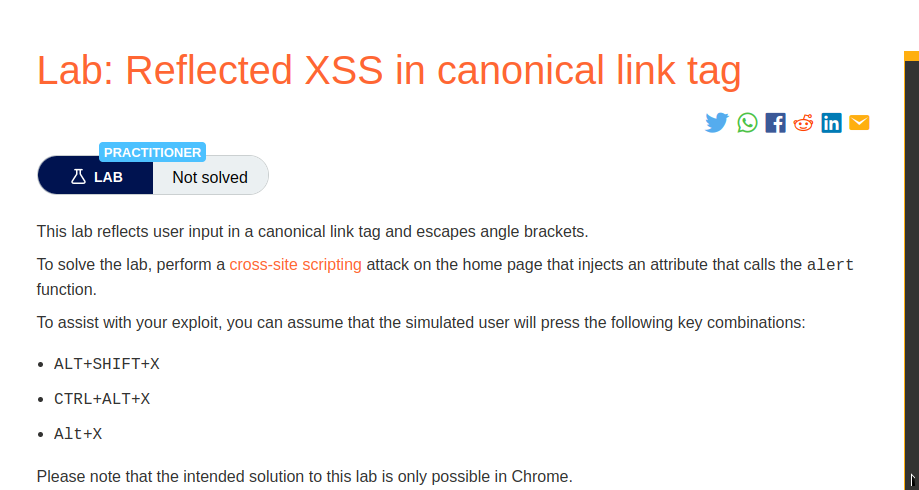 Lab: Reflected XSS in canonical link tag
PRACTITIONER
LAB Not solved
This lab reflects user input in a canonical link tag and escapes angle brackets.
To solve the lab, perform a cross-site scripting attack on the home page that injects an attribute that calls the alert
function.
To assist with your exploit, you can assume that the simulated user will press the following key combinations:
• ALT+SHIFT+X
• CTRL+ALT+X
• Alt+X
Please note that the intended solution to this lab is only possible in Chrome.